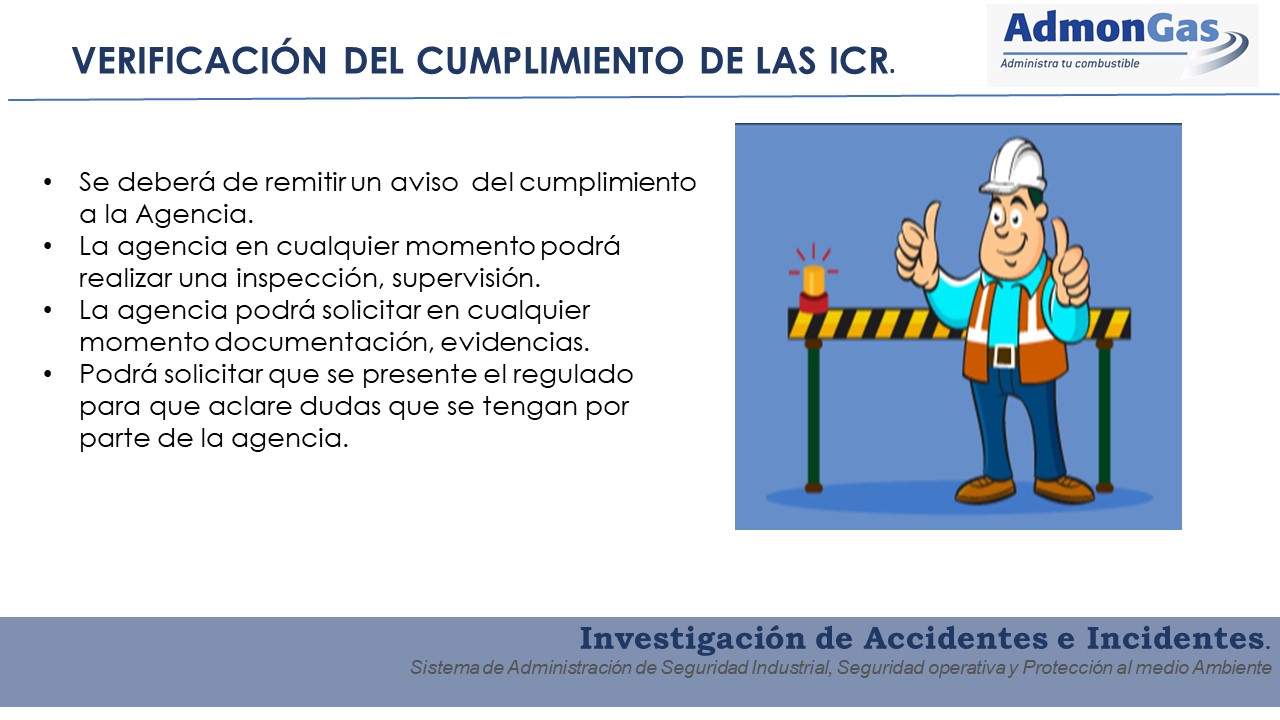 VERIFICACIÓN DEL CUMPLIMIENTO DE LAS ICR.
AdmonGas
Administra tu combustible
• Se deberá de remitir un aviso del cumplimiento
a la Agencia.
• La agencia en cualquier momento podrá
realizar una inspección, supervisión.
• La agencia podrá solicitar en cualquier
momento documentación, evidencias.
• Podrá solicitar que se presente el regulado
para que aclare dudas que se tengan por
parte de la agencia.
Investigación de Accidentes e Incidentes.
Sistema de Administración de Seguridad Industrial, Seguridad operativa y Protección al medio Ambiente